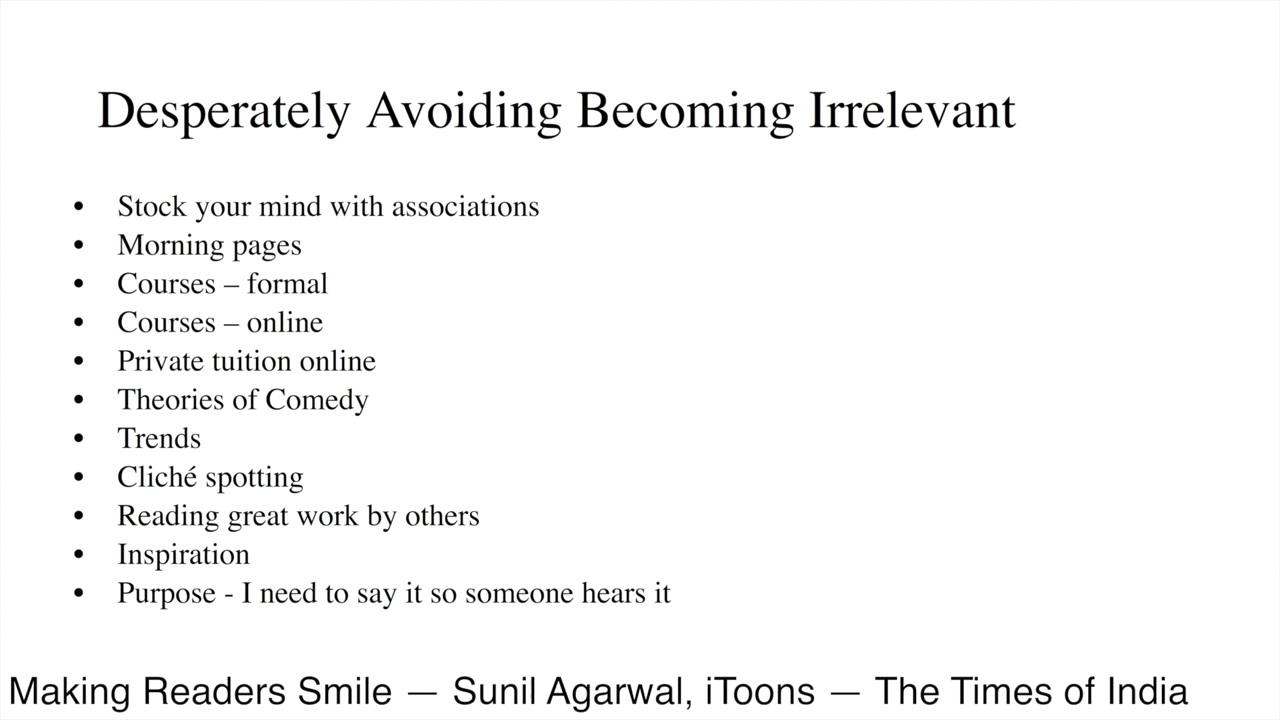 Desperately Avoiding Becoming Irrelevant
• Stock your mind with associations
• Morning pages
• Courses – formal
• Courses – online
• Private tuition online
• Theories of Comedy
• Trends
• Cliché spotting
• Reading great work by others
• Inspiration
• Purpose - I need to say it so someone hears it
Making Readers Smile — Sunil Agarwal, iToons — The Times of India